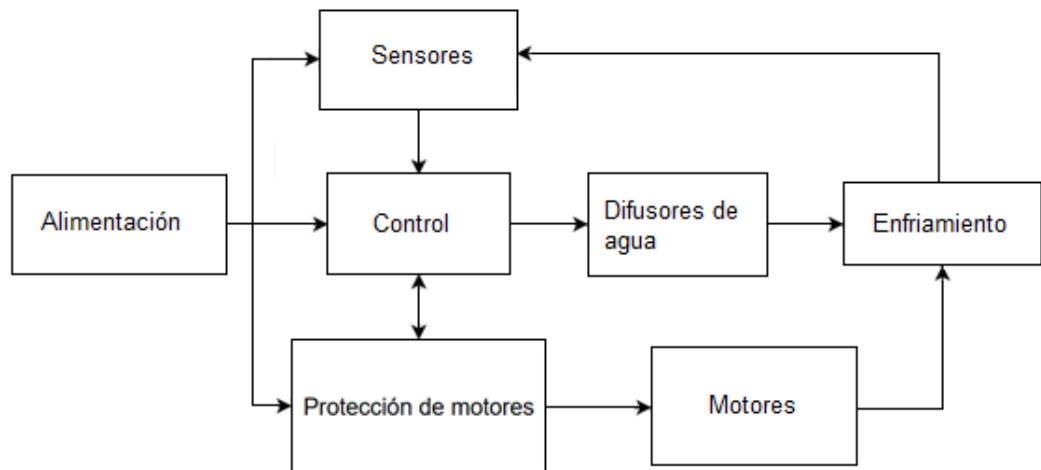 Sensores
Alimentación
Control
Difusores de
agua
Enfriamiento
Protección de motores
Motores